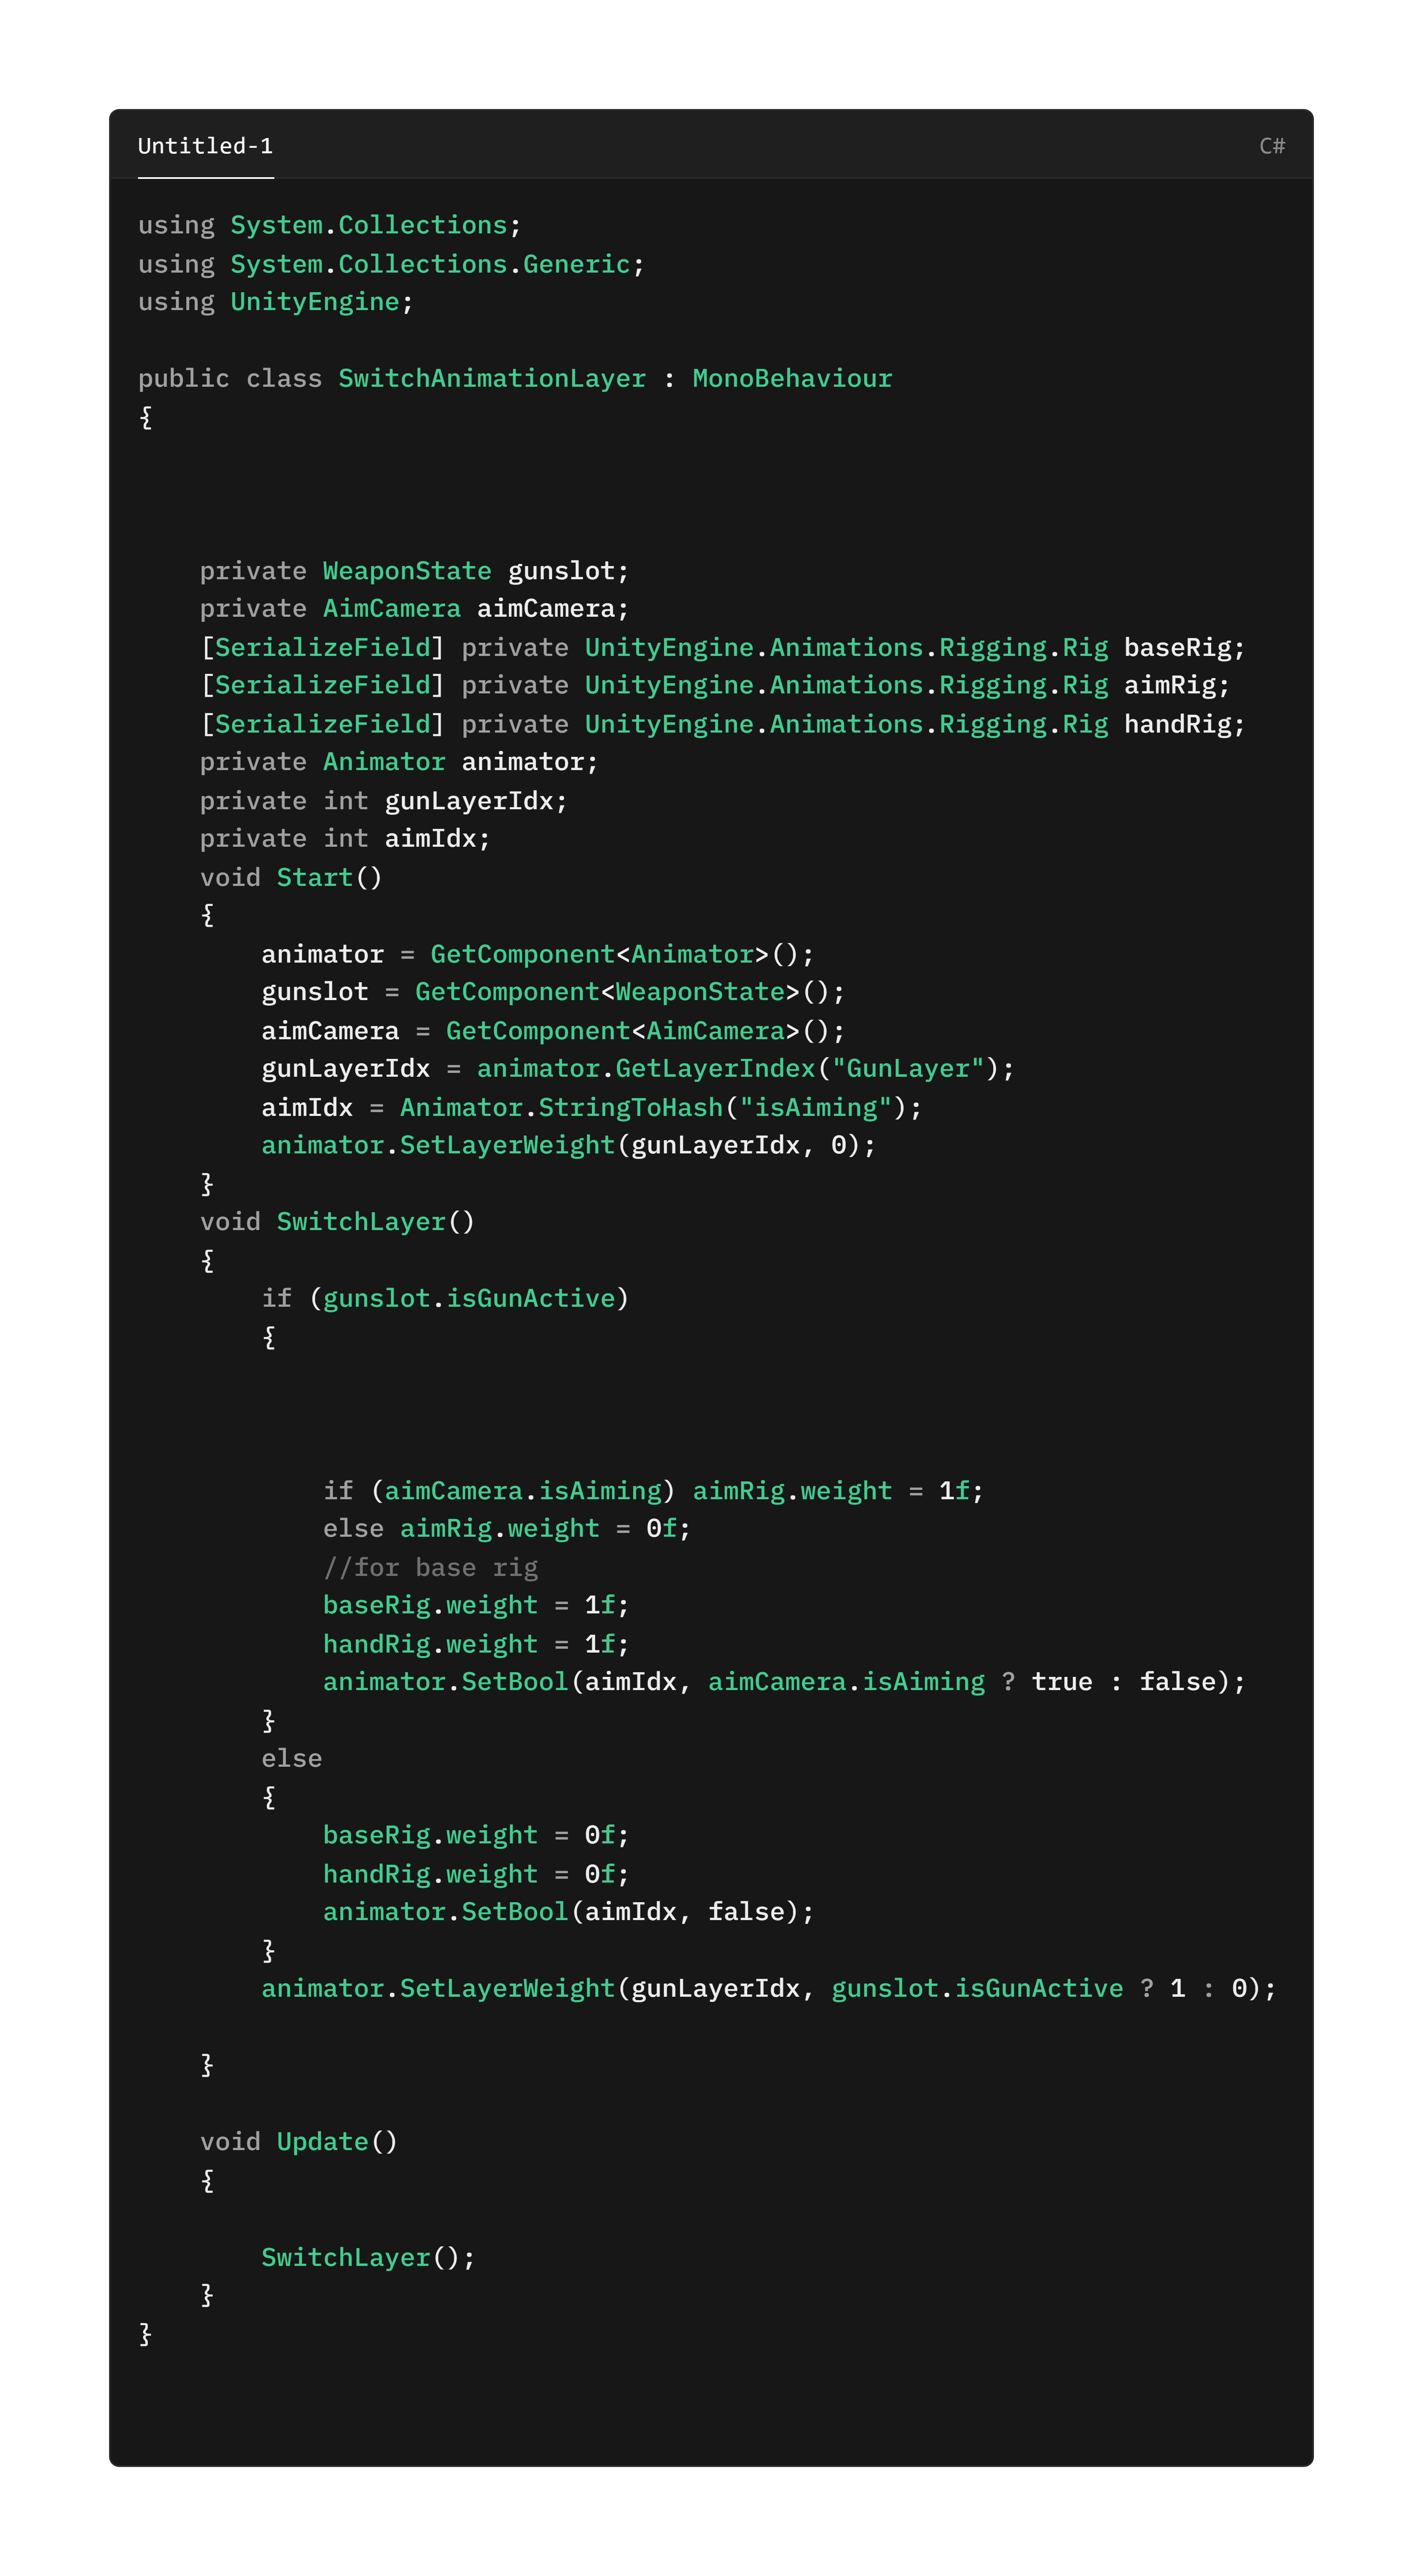 Untitled-1
C#
using System.Collections;
using System.Collections.Generic;
using UnityEngine;
public class SwitchAnimationLayer : MonoBehaviour
{
    private WeaponState gunslot;
    private AimCamera aimCamera;
    [SerializeField] private UnityEngine.Animations.Rigging.Rig baseRig;
    [SerializeField] private UnityEngine.Animations.Rigging.Rig aimRig;
    [SerializeField] private UnityEngine.Animations.Rigging.Rig handRig;
    private Animator animator;
    private int gunLayerIdx;
    private int aimIdx;
    void Start()
    {
        animator = GetComponent<Animator>();
        gunslot = GetComponent<WeaponState>();
        aimCamera = GetComponent<AimCamera>();
        gunLayerIdx = animator.GetLayerIndex("GunLayer");
        aimIdx = Animator.StringToHash("isAiming");
        animator.SetLayerWeight(gunLayerIdx, 0);
    }
    void SwitchLayer()
    {
        if (gunslot.isGunActive)
        {
            if (aimCamera.isAiming) aimRig.weight = 1f;
            else aimRig.weight = 0f;
            //for base rig
            baseRig.weight = 1f;
            handRig.weight = 1f;
            animator.SetBool(aimIdx, aimCamera.isAiming ? true : false);
        }
        else
        {
            baseRig.weight = 0f;
            handRig.weight = 0f;
            animator.SetBool(aimIdx, false);
        }
        animator.SetLayerWeight(gunLayerIdx, gunslot.isGunActive ? 1 : 0);
    }
    void Update()
    {
        SwitchLayer();
    }
}